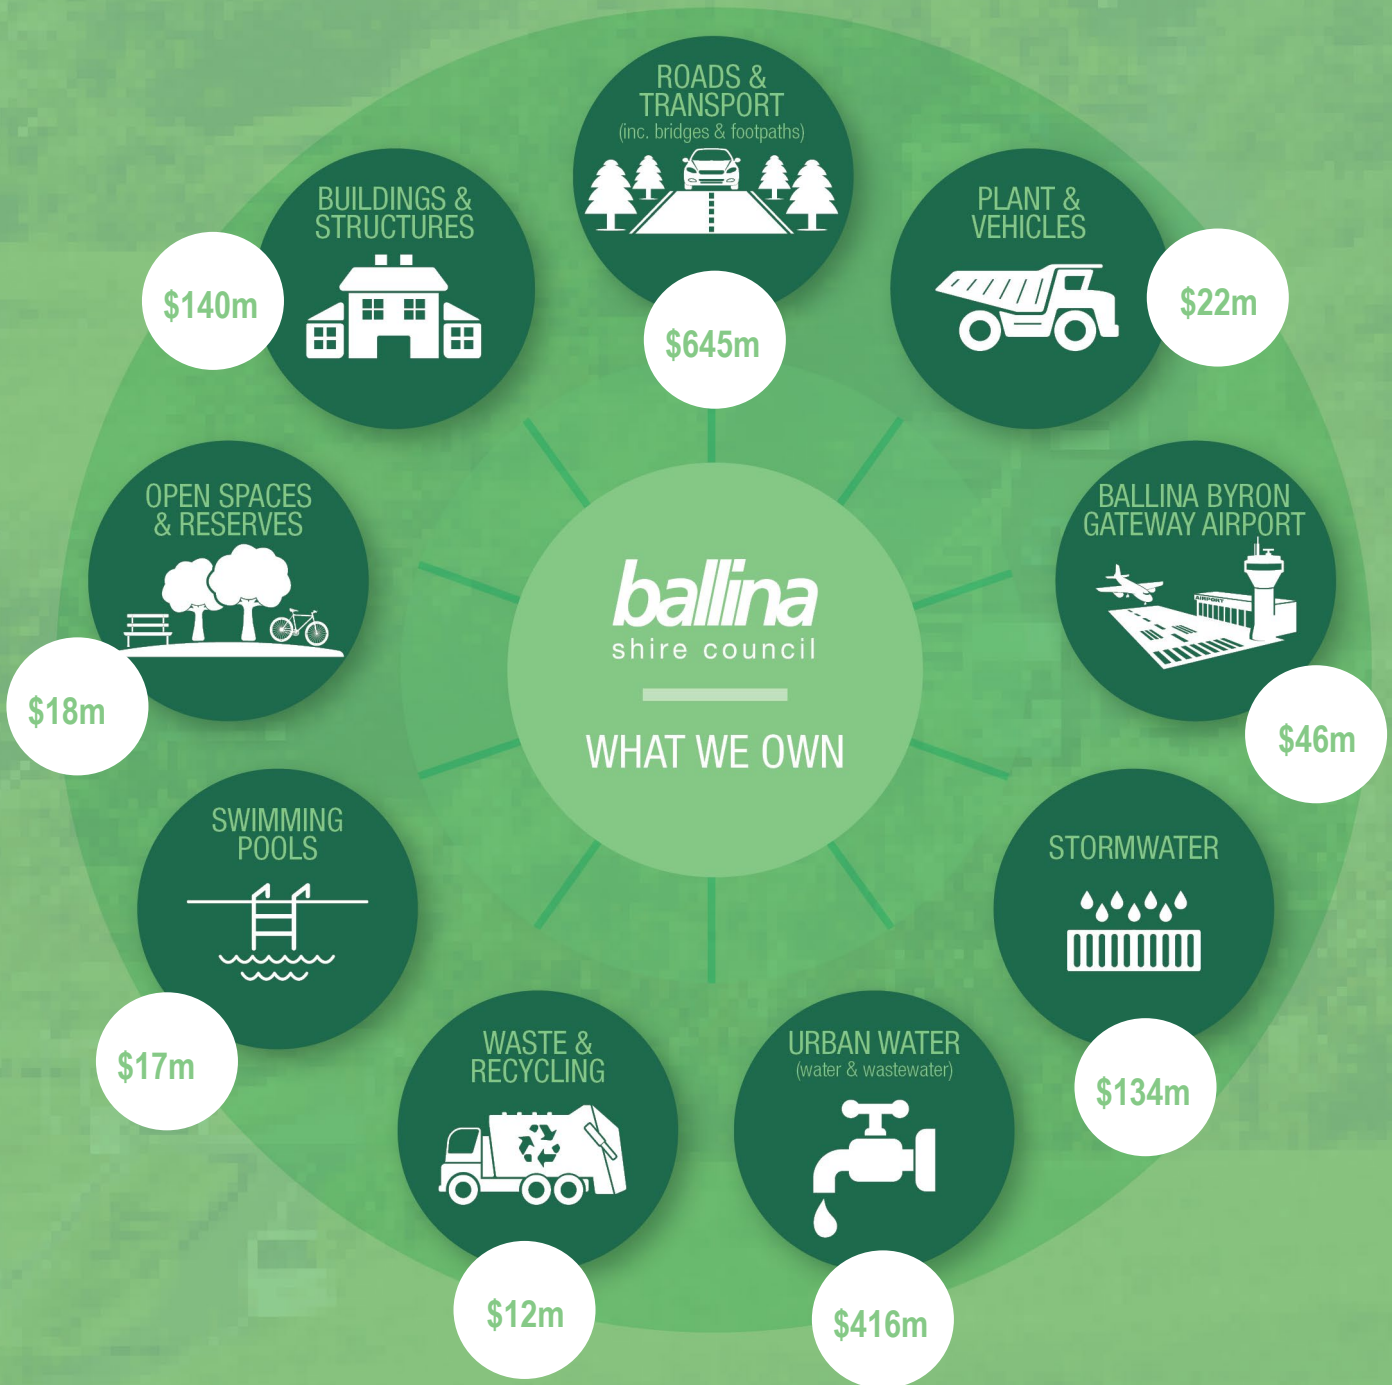 ROADS &
TRANSPORT
(inc. bridges & footpaths)
$645m
BUILDINGS &
STRUCTURES
$140m
PLANT &
VEHICLES
$22m
OPEN SPACES
& RESERVES
$18m
BALLINA BYRON
GATEWAY AIRPORT
AIRPORT
$46m
ballina
shire council
WHAT WE OWN
SWIMMING
POOLS
$17m
STORMWATER
$134m
WASTE &
RECYCLING
$12m
URBAN WATER
(water & wastewater)
$416m